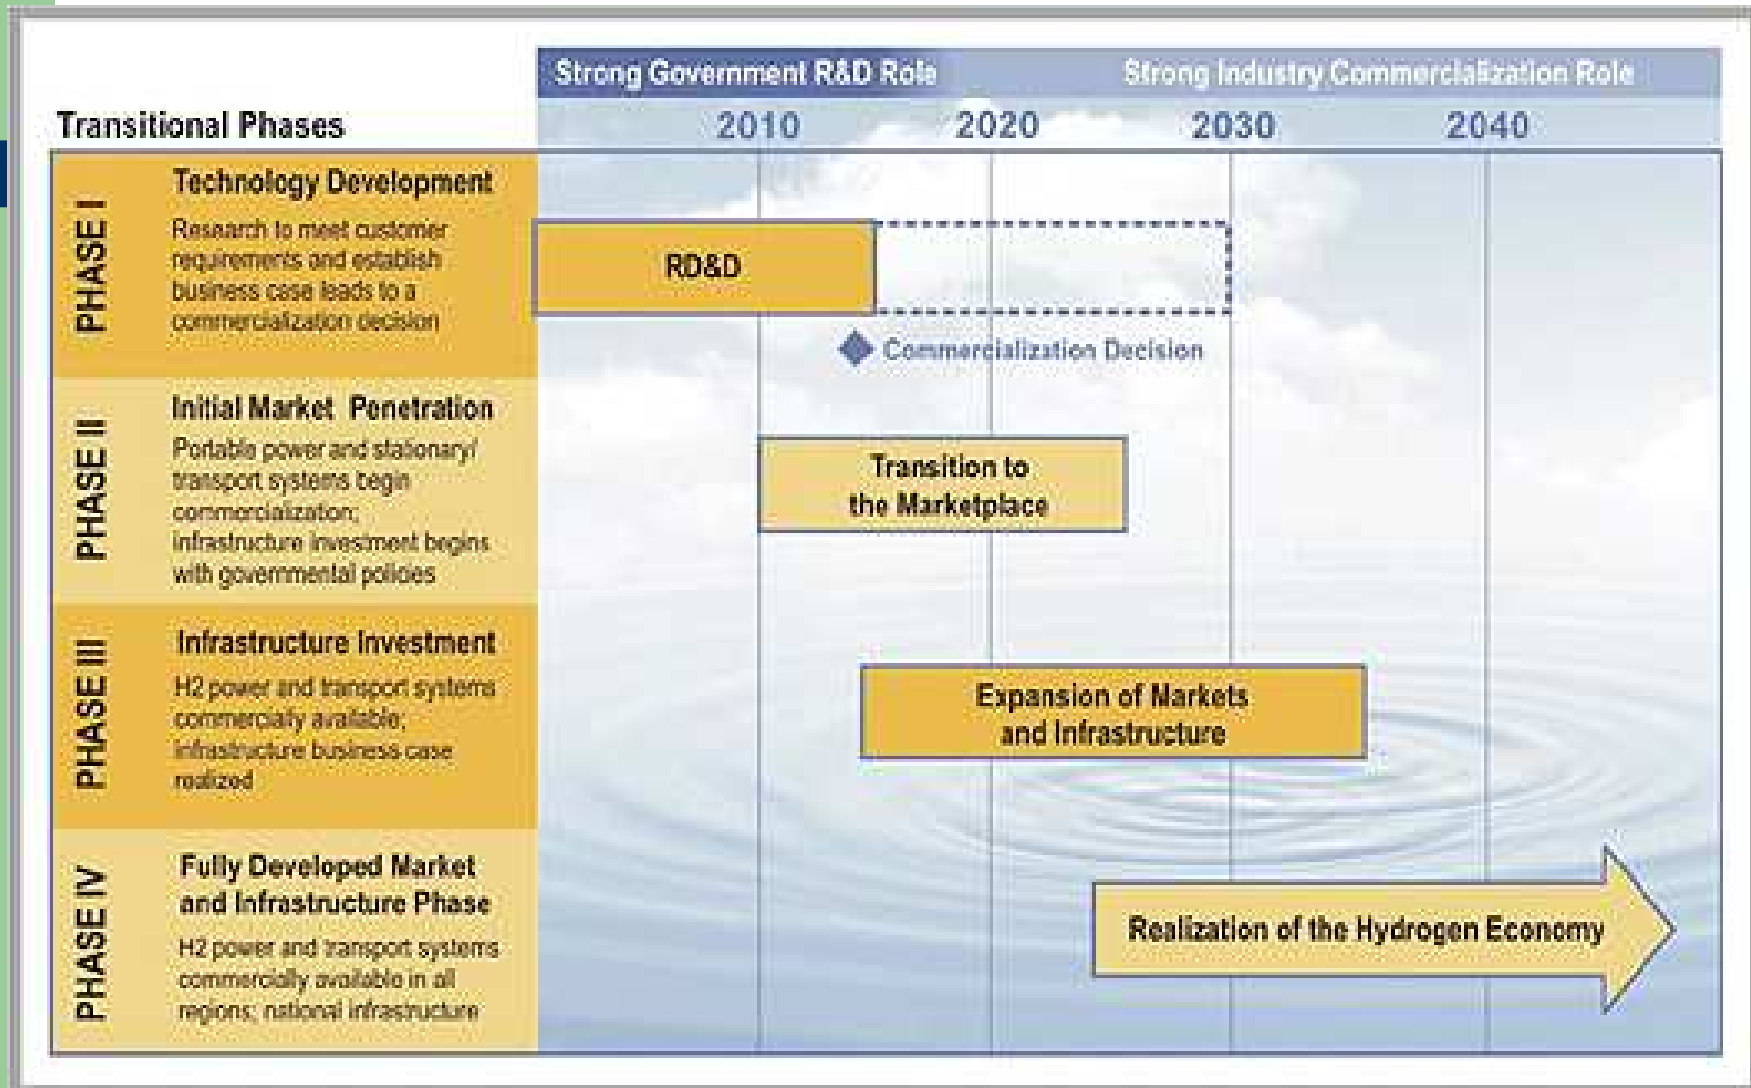 Strong Government R&D Role
Strong Industry Commercialization Role
Transitional Phases
2010
2020
2030
2040
PHASE I
Technology Development
Research to meet customer
requirements and establish
business case leads to a
commercialization decision
RD&D
Commercialization Decision
PHASE II
Initial Market Penetration
Portable power and stationary/
transport systems begin
commercialization;
infrastructure investment begins
with governmental policies
Transition to
the Marketplace
PHASE III
Infrastructure Investment
H2 power and transport systems
commercially available;
infrastructure business case
realized
Expansion of Markets
and Infrastructure
PHASE IV
Fully Developed Market
and Infrastructure Phase
H2 power and transport systems
commercially available in all
regions; national infrastructure
Realization of the Hydrogen Economy